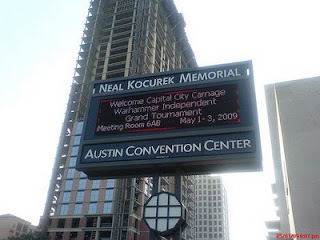 NEAL KOCUREK MEMORIAL
Welcome Capital City Carnage
Warhammer Independent
Grand Tournament
Meeting Room 6AB May 1-3, 2009
AUSTIN CONVENTION CENTER